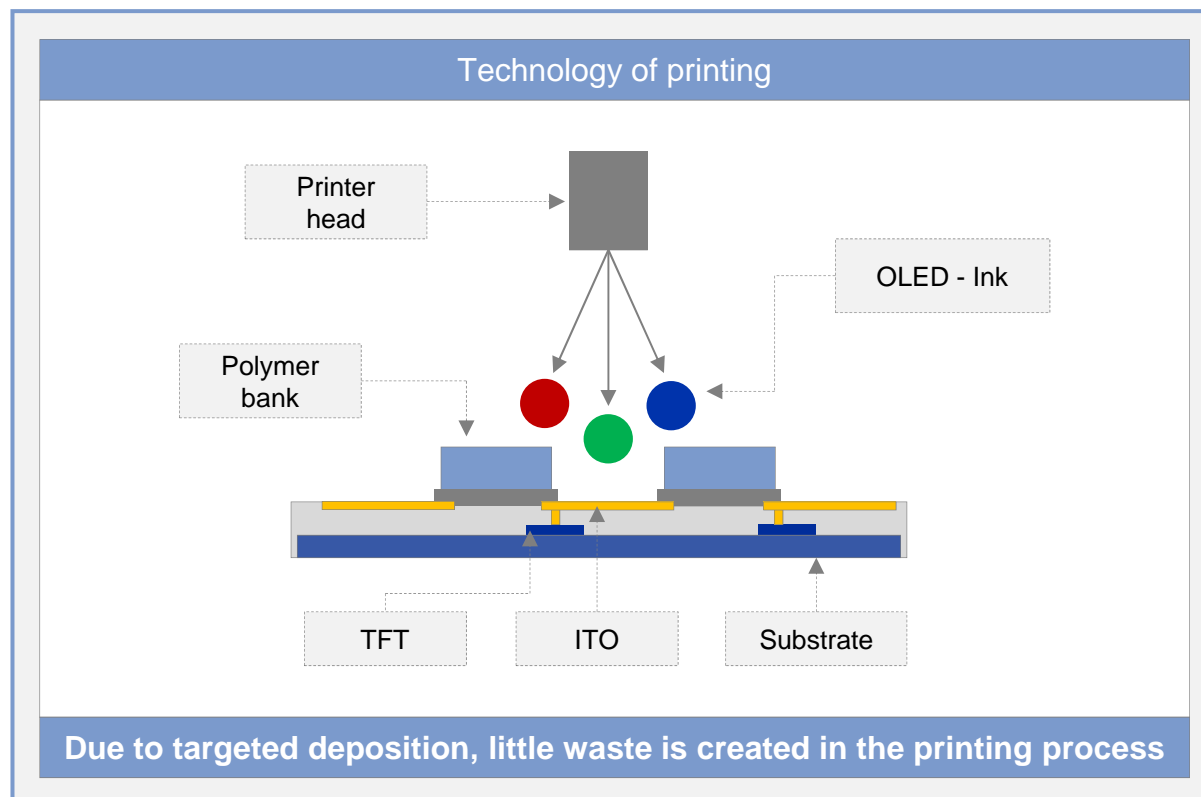 Technology of printing
Printer
head
OLED - Ink
Polymer
bank
TFT
ITO
Substrate
Due to targeted deposition, little waste is created in the printing process